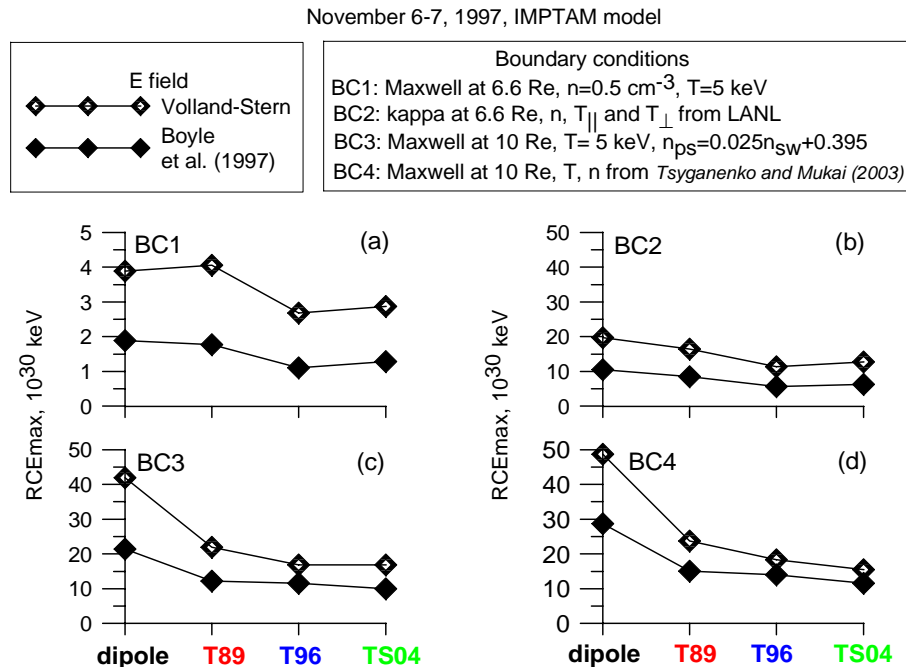 November 6-7, 1997, IMPTAM model
E field
Volland-Stern
Boyle
et al. (1997)
Boundary conditions
BC1: Maxwell at 6.6 Re, n=0.5 cm⁻³, T=5 keV
BC2: kappa at 6.6 Re, n, T|| and T⊥ from LANL
BC3: Maxwell at 10 Re, T= 5 keV, nps=0.025nsw+0.395
BC4: Maxwell at 10 Re, T, n from Tsyganenko and Mukai (2003)
RCEmax, 10³⁰ keV
5
4
3
2
1
0
BC1
(a)
RCEmax, 10³⁰ keV
50
40
30
20
10
0
BC2
(b)
50
40
30
20
10
0
BC3
(c)
50
40
30
20
10
0
BC4
(d)
dipole T89 T96 TS04
dipole T89 T96 TS04